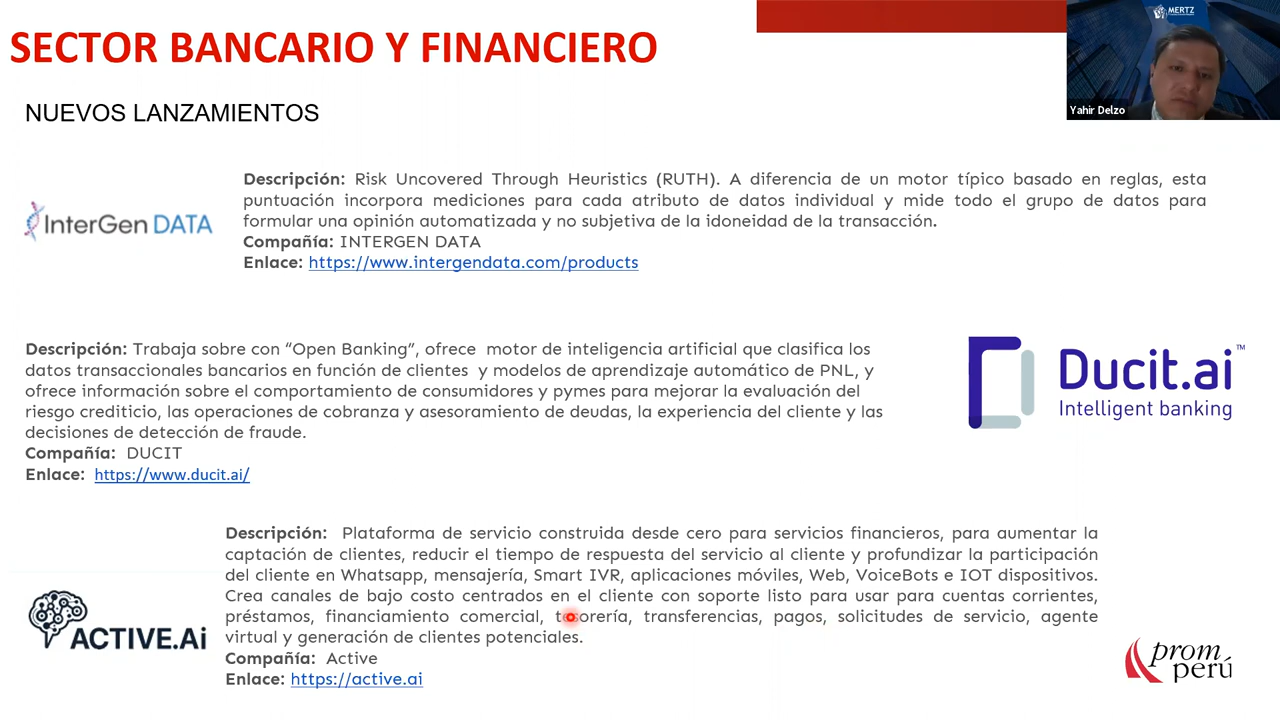 SECTOR BANCARIO Y FINANCIERO
MERTZ
Yahir Delzo
NUEVOS LANZAMIENTOS
InterGen DATA
Descripción: Risk Uncovered Through Heuristics (RUTH). A diferencia de un motor típico basado en reglas, esta
puntuación incorpora mediciones para cada atributo de datos individual y mide todo el grupo de datos para
formular una opinión automatizada y no subjetiva de la idoneidad de la transacción.
Compañía: INTERGEN DATA
Enlace: https://www.intergendata.com/products
Descripción: Trabaja sobre con “Open Banking”, ofrece motor de inteligencia artificial que clasifica los
datos transaccionales bancarios en función de clientes y modelos de aprendizaje automático de PNL, y
ofrece información sobre el comportamiento de consumidores y pymes para mejorar la evaluación del
riesgo crediticio, las operaciones de cobranza y asesoramiento de deudas, la experiencia del cliente y las
decisiones de detección de fraude.
Compañía: DUCIT
Enlace: https://www.ducit.ai/
Ducit.ai™
Intelligent banking
Descripción: Plataforma de servicio construida desde cero para servicios financieros, para aumentar la
captación de clientes, reducir el tiempo de respuesta del servicio al cliente y profundizar la participación
del cliente en Whatsapp, mensajería, Smart IVR, aplicaciones móviles, Web, VoiceBots e IOT dispositivos.
Crea canales de bajo costo centrados en el cliente con soporte listo para usar para cuentas corrientes,
préstamos, financiamiento comercial, tesorería, transferencias, pagos, solicitudes de servicio, agente
virtual y generación de clientes potenciales.
Compañía: Active
Enlace: https://active.ai
ACTIVE.Ai
prom
perú